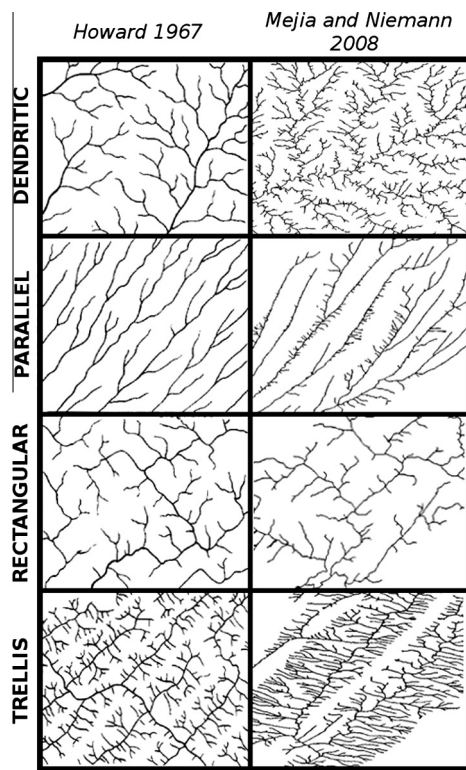 Howard 1967
Mejia and Niemann
2008
DENDRITIC
PARALLEL
RECTANGULAR
TRELLIS